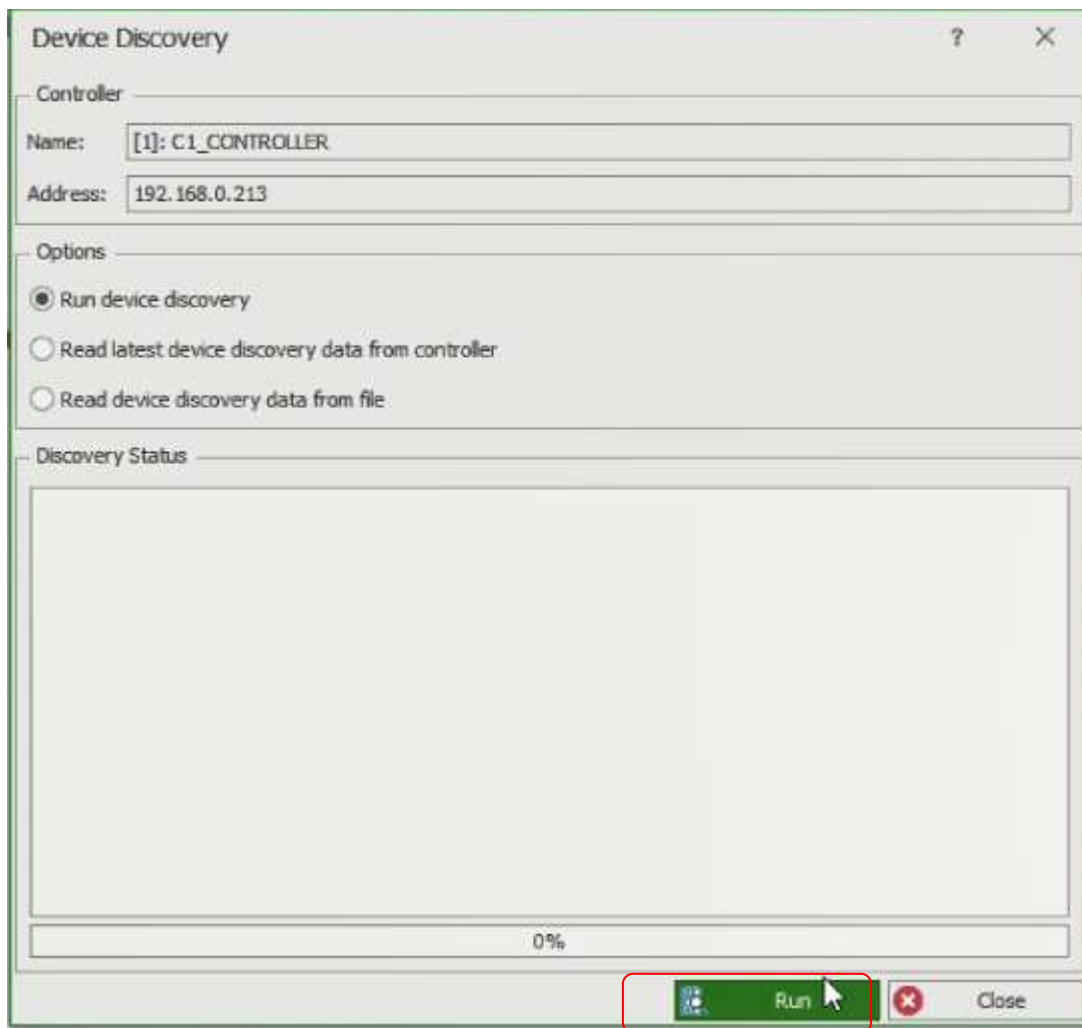 Device Discovery
?
Controller
Name: [1]: C1_CONTROLLER
Address: 192.168.0.213
Options
Run device discovery
Read latest device discovery data from controller
Read device discovery data from file
Discovery Status
0%
Run Close